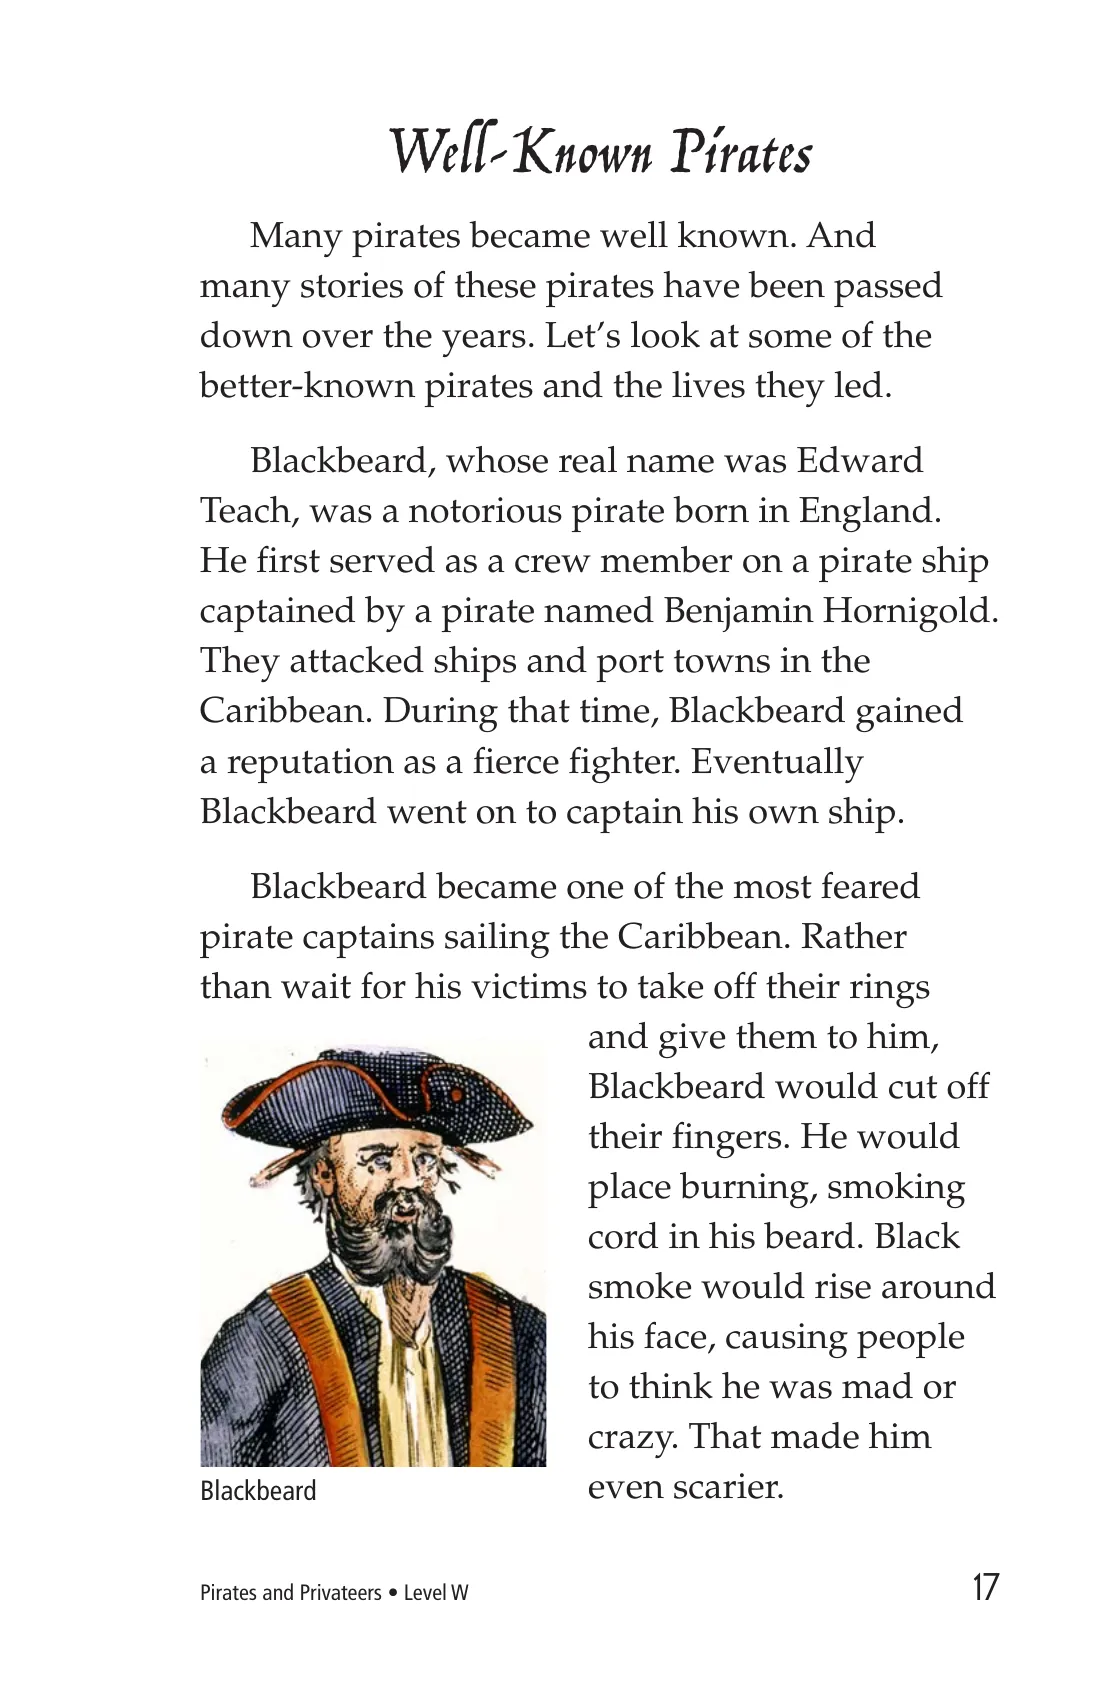 Well-Known Pirates
Many pirates became well known. And
many stories of these pirates have been passed
down over the years. Let’s look at some of the
better-known pirates and the lives they led.
Blackbeard, whose real name was Edward
Teach, was a notorious pirate born in England.
He first served as a crew member on a pirate ship
captained by a pirate named Benjamin Hornigold.
They attacked ships and port towns in the
Caribbean. During that time, Blackbeard gained
a reputation as a fierce fighter. Eventually
Blackbeard went on to captain his own ship.
Blackbeard became one of the most feared
pirate captains sailing the Caribbean. Rather
than wait for his victims to take off their rings
and give them to him,
Blackbeard would cut off
their fingers. He would
place burning, smoking
cord in his beard. Black
smoke would rise around
his face, causing people
to think he was mad or
crazy. That made him
even scarier.
Blackbeard
Pirates and Privateers • Level W
17